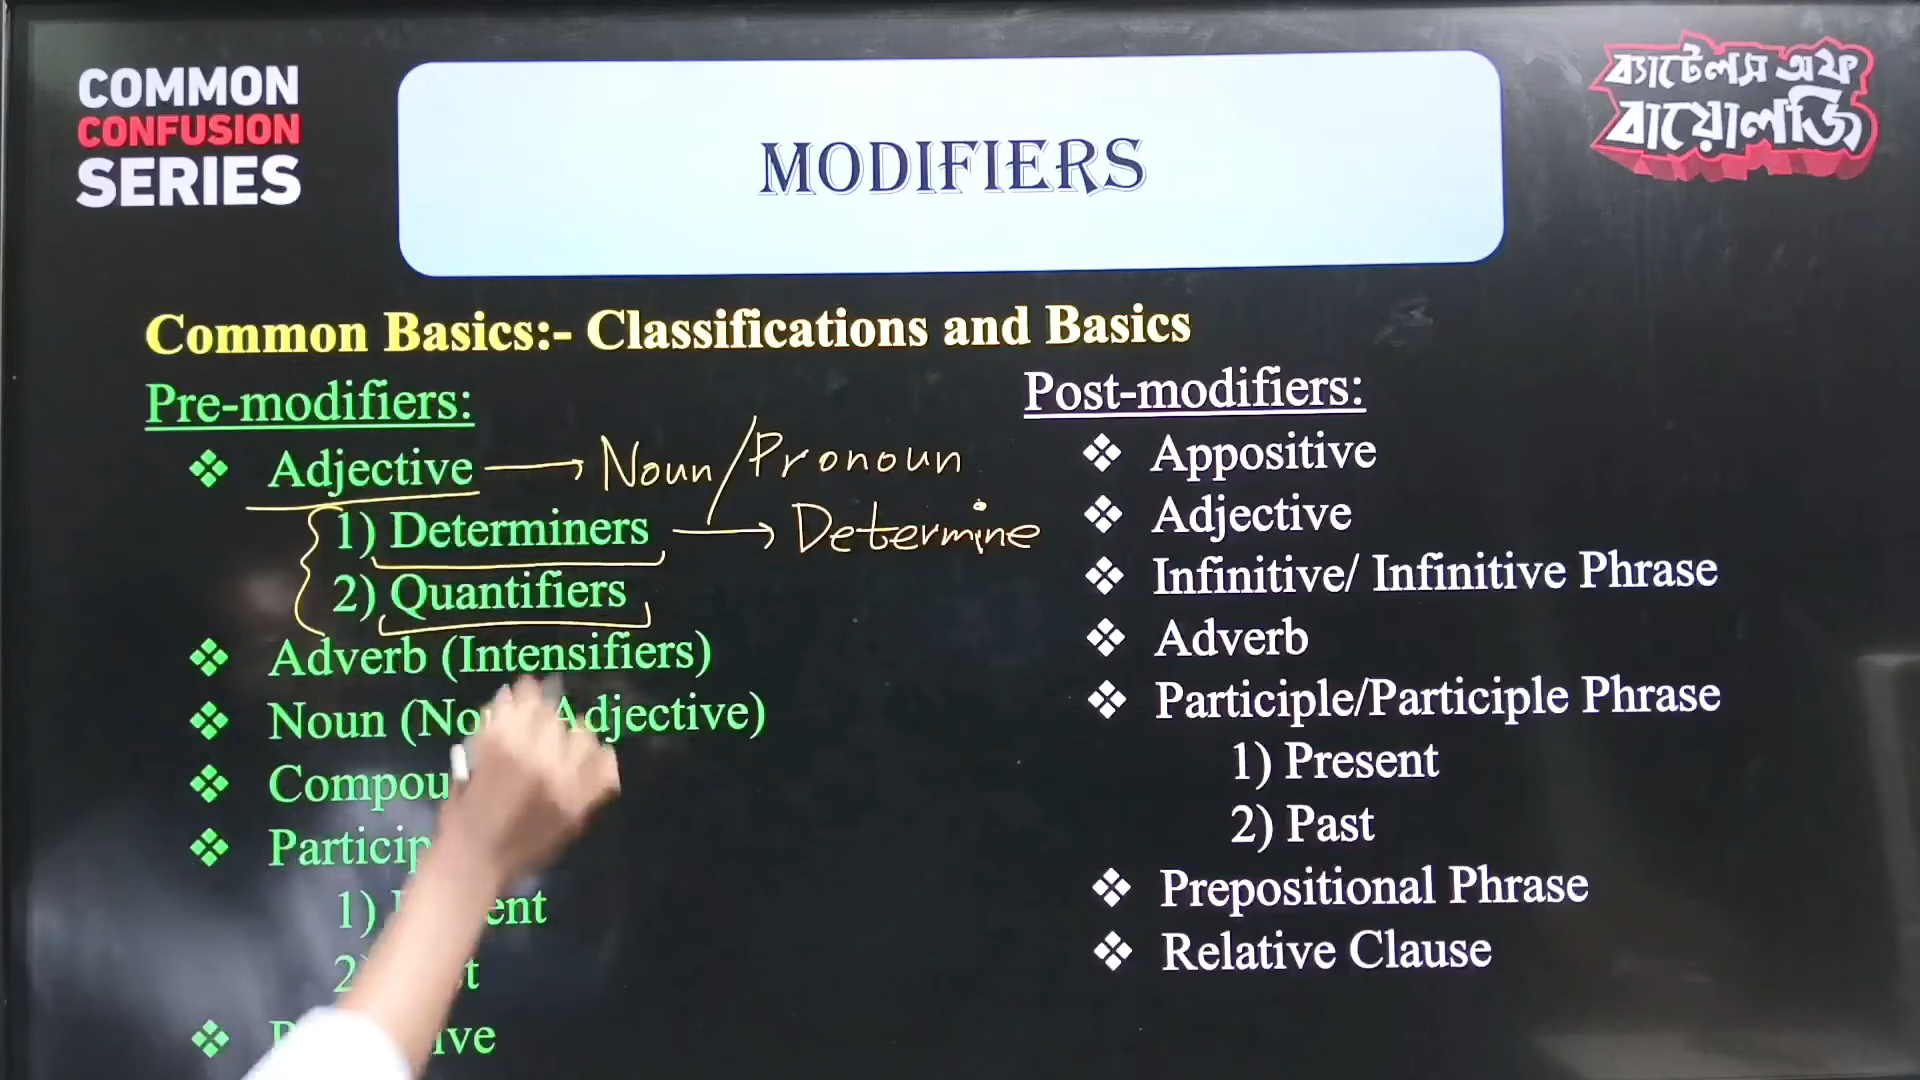 COMMON
CONFUSION
SERIES
MODIFIERS
ব্যাটেলস অফ
বায়োলজি
Common Basics:- Classifications and Basics
Pre-modifiers:
❖ Adjective → Noun/Pronoun
1) Determiners → Determine
2) Quantifiers
❖ Adverb (Intensifiers)
❖ Noun (No Adjective)
❖ Compou
❖ Particip
1) ent
2) t
❖ ive
Post-modifiers:
❖ Appositive
❖ Adjective
❖ Infinitive/ Infinitive Phrase
❖ Adverb
❖ Participle/Participle Phrase
1) Present
2) Past
❖ Prepositional Phrase
❖ Relative Clause